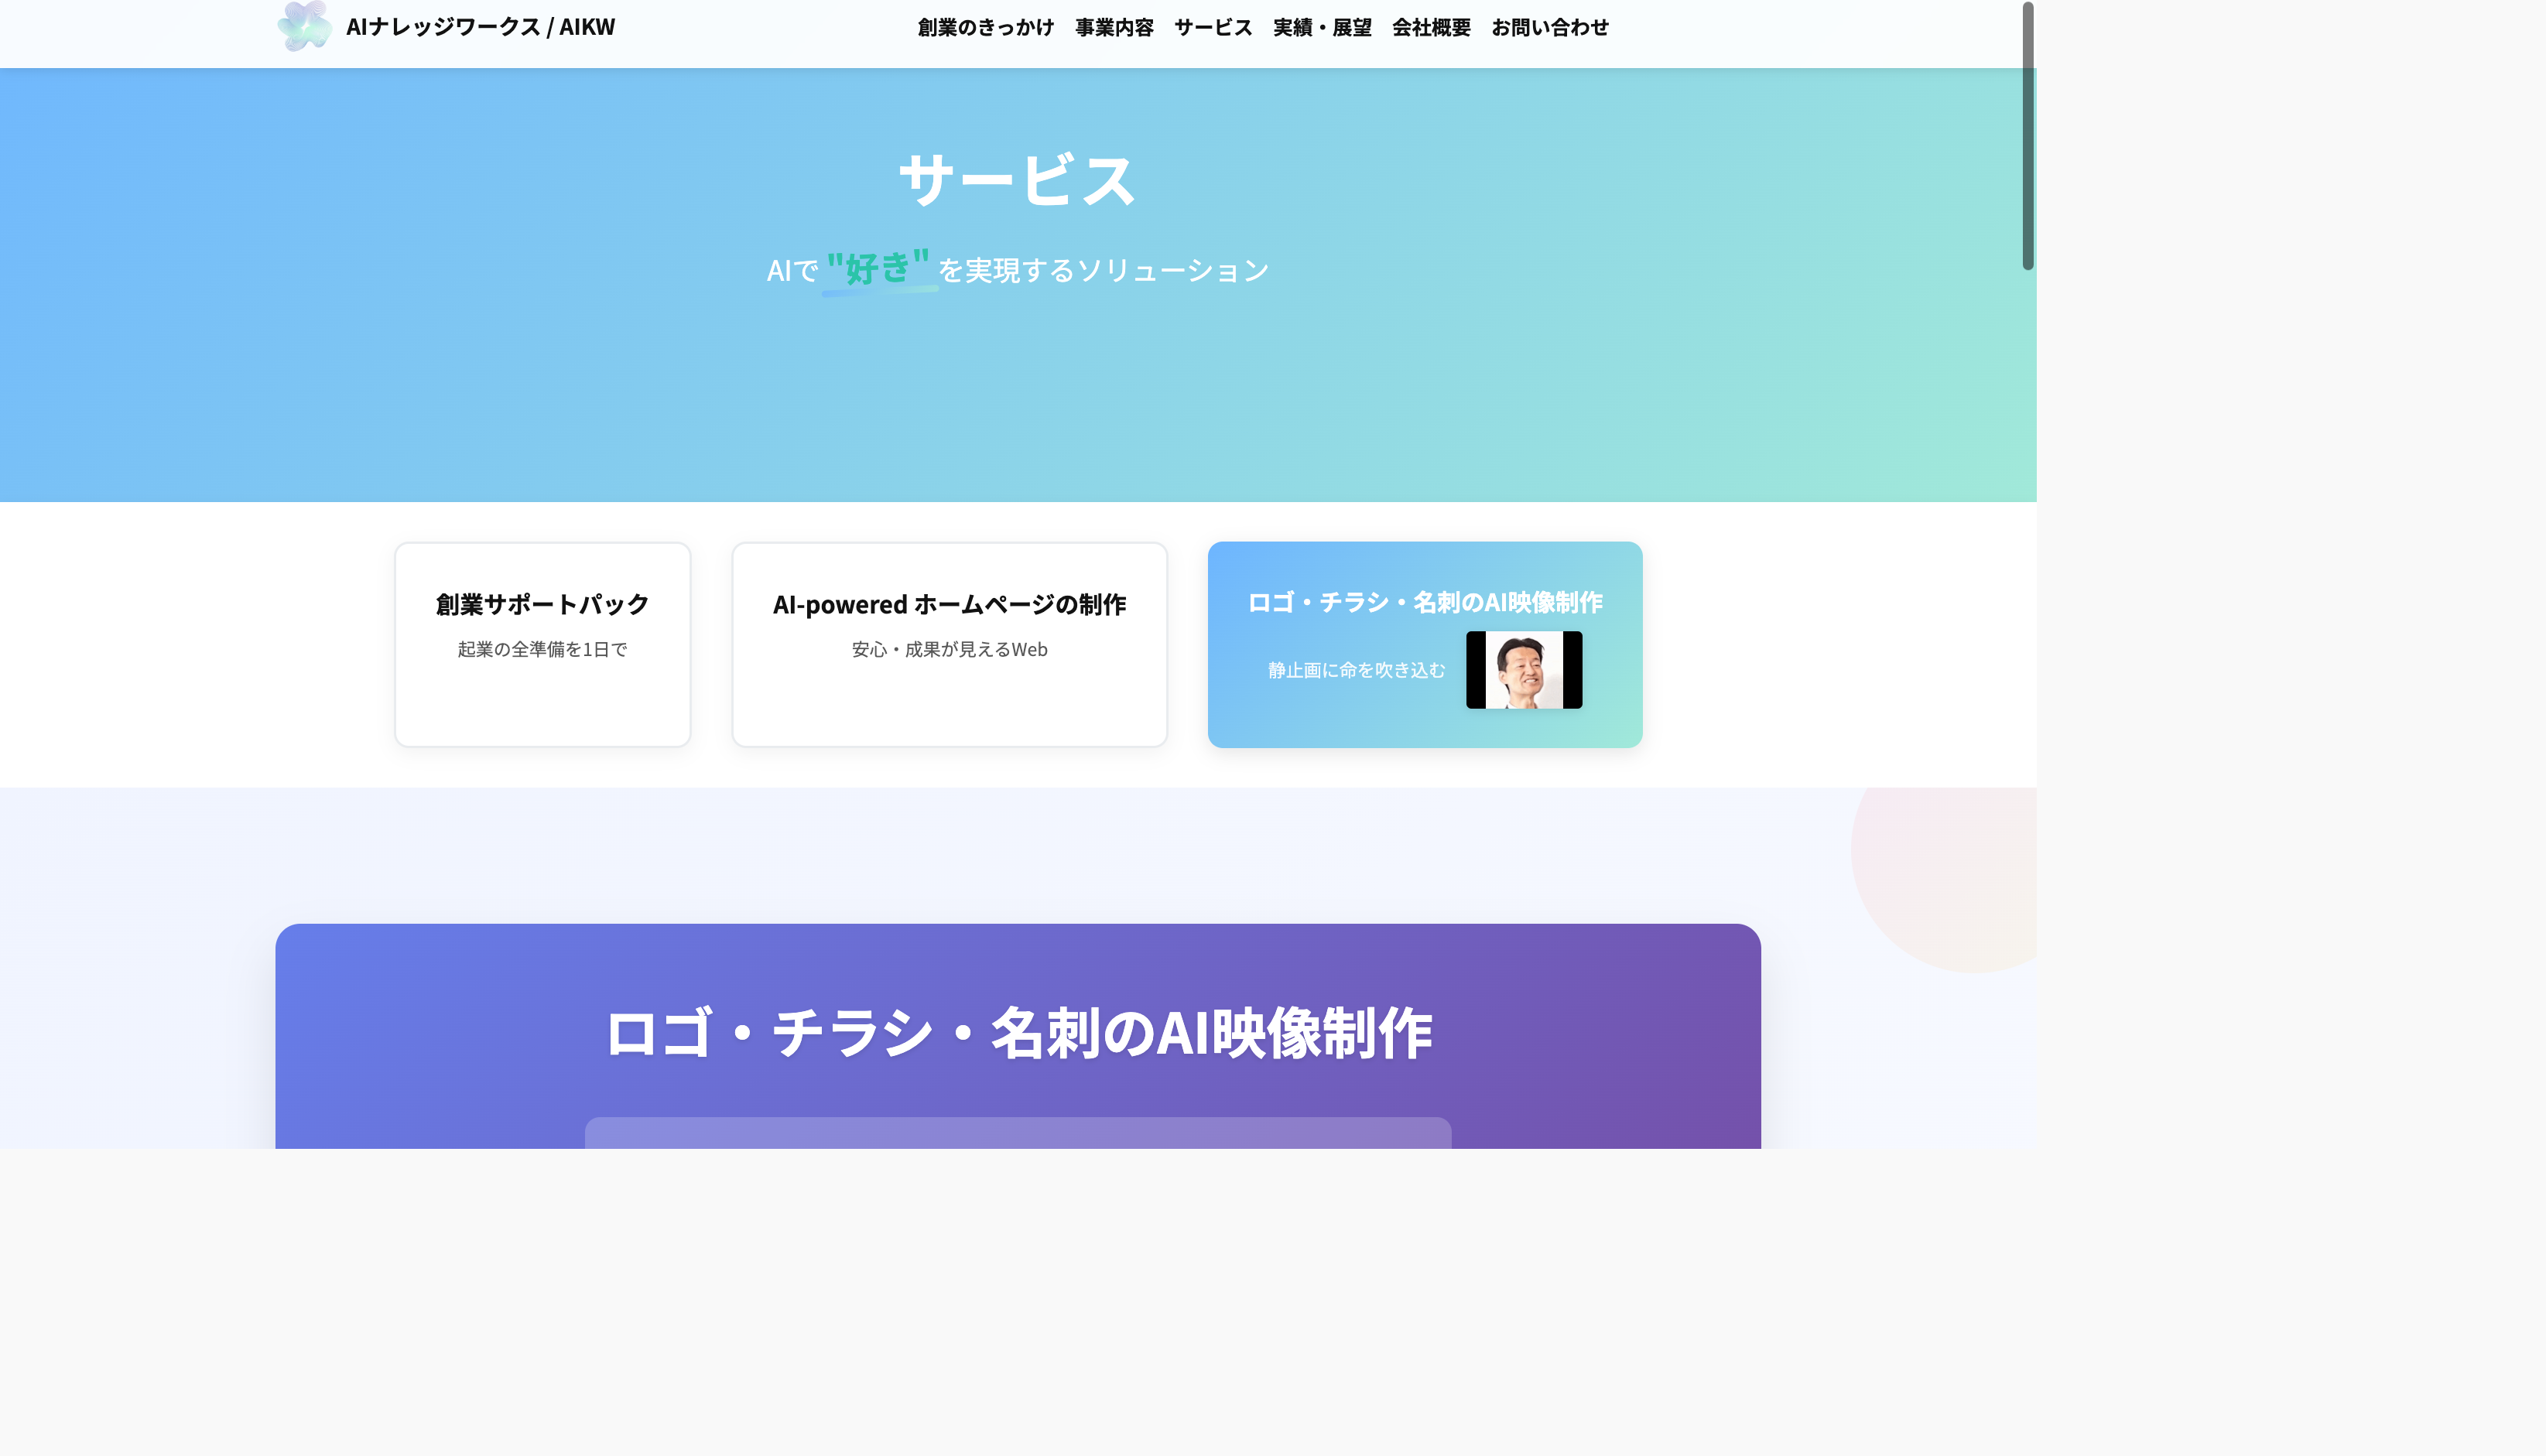 AIナレッジワークス / AIKW
創業のきっかけ 事業内容 サービス 実績・展望 会社概要 お問い合わせ
サービス
AIで "好き" を実現するソリューション
創業サポートパック
起業の全準備を1日で
AI-powered ホームページの制作
安心・成果が見えるWeb
ロゴ・チラシ・名刺のAI映像制作
静止画に命を吹き込む
ロゴ・チラシ・名刺のAI映像制作